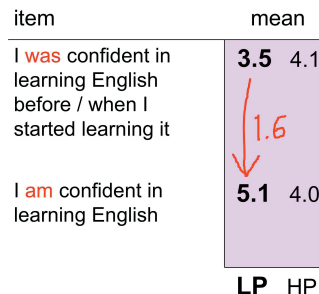 item mean
I was confident in 3.5 4.1
learning English
before / when I
started learning it
1.6
I am confident in 5.1 4.0
learning English
LP HP